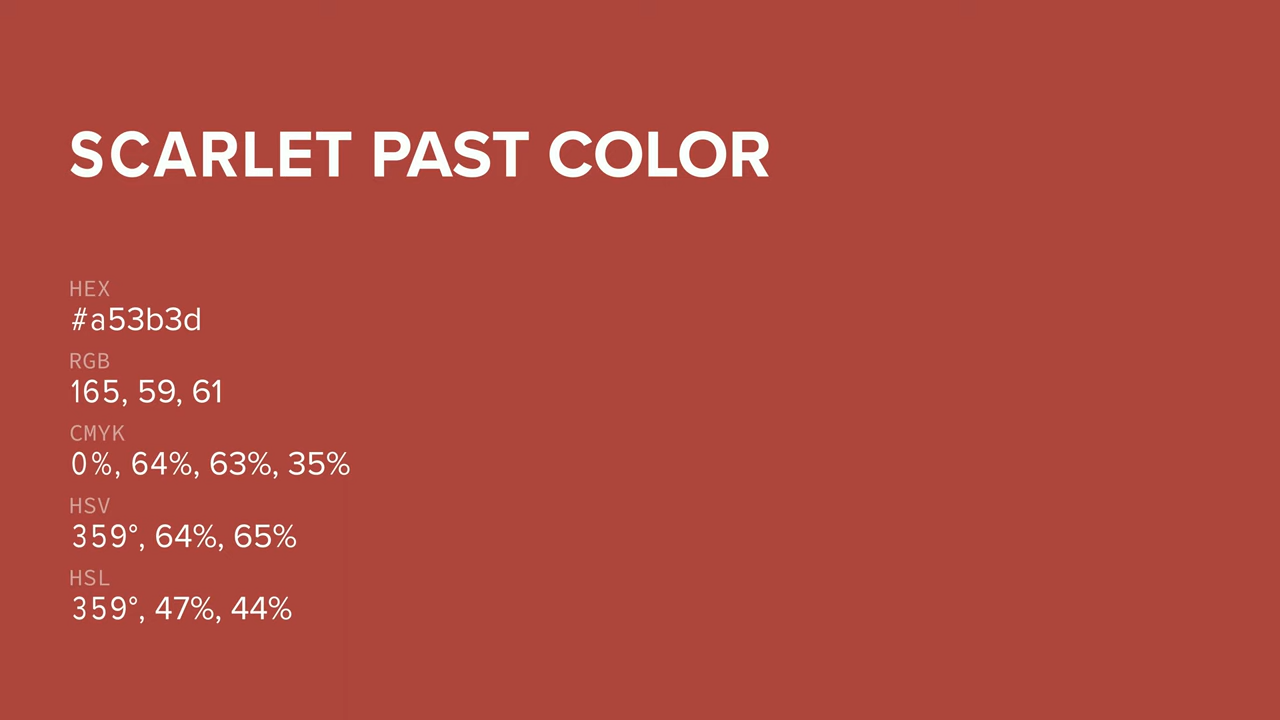 SCARLET PAST COLOR
HEX
#a53b3d
RGB
165, 59, 61
CMYK
0%, 64%, 63%, 35%
HSV
359°, 64%, 65%
HSL
359°, 47%, 44%